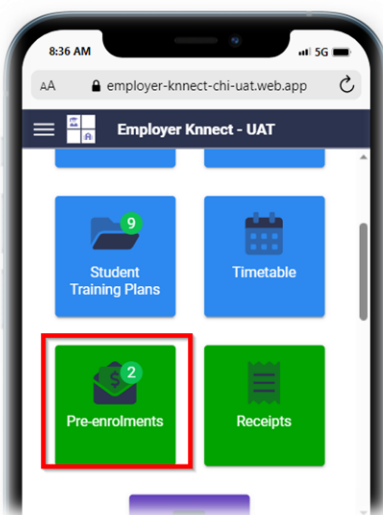 8:36 AM
5G
AA employer-knnect-chi-uat.web.app
Employer Knnect - UAT
9
Student
Training Plans
Timetable
$
2
Pre-enrolments
Receipts